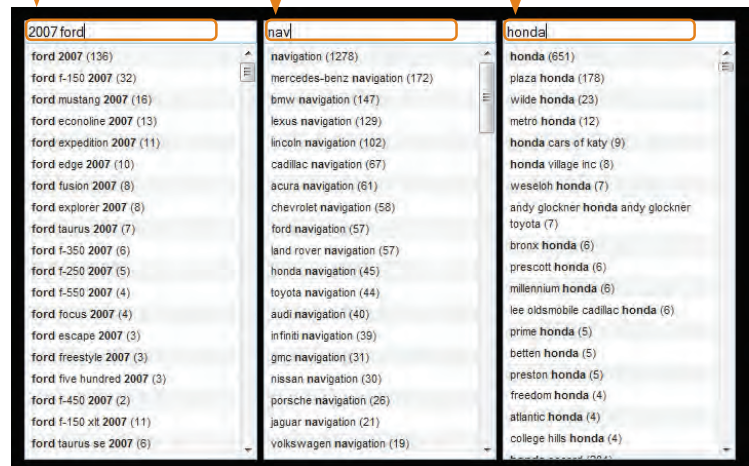 2007 ford
ford 2007 (136)
ford f-150 2007 (32)
ford mustang 2007 (16)
ford econoline 2007 (13)
ford expedition 2007 (11)
ford edge 2007 (10)
ford fusion 2007 (8)
ford explorer 2007 (8)
ford taurus 2007 (7)
ford f-350 2007 (6)
ford f-250 2007 (5)
ford f-550 2007 (4)
ford focus 2007 (4)
ford escape 2007 (3)
ford freestyle 2007 (3)
ford five hundred 2007 (3)
ford f-450 2007 (2)
ford f-150 xlt 2007 (11)
ford taurus se 2007 (6)
nav
navigation (1278)
mercedes-benz navigation (172)
bmw navigation (147)
lexus navigation (129)
lincoln navigation (102)
cadillac navigation (67)
acura navigation (61)
chevrolet navigation (58)
ford navigation (57)
land rover navigation (57)
honda navigation (45)
toyota navigation (44)
audi navigation (40)
infiniti navigation (39)
gmc navigation (31)
nissan navigation (30)
porsche navigation (26)
jaguar navigation (21)
volkswagen navigation (19)
honda
honda (651)
plaza honda (178)
wilde honda (23)
metro honda (12)
honda cars of katy (9)
honda village inc (8)
weseloh honda (7)
andy glockner honda andy glockner
toyota (7)
bronx honda (6)
prescott honda (6)
millennium honda (6)
lee oldsmobile cadillac honda (6)
prime honda (5)
betten honda (5)
preston honda (5)
freedom honda (4)
atlantic honda (4)
college hills honda (4)